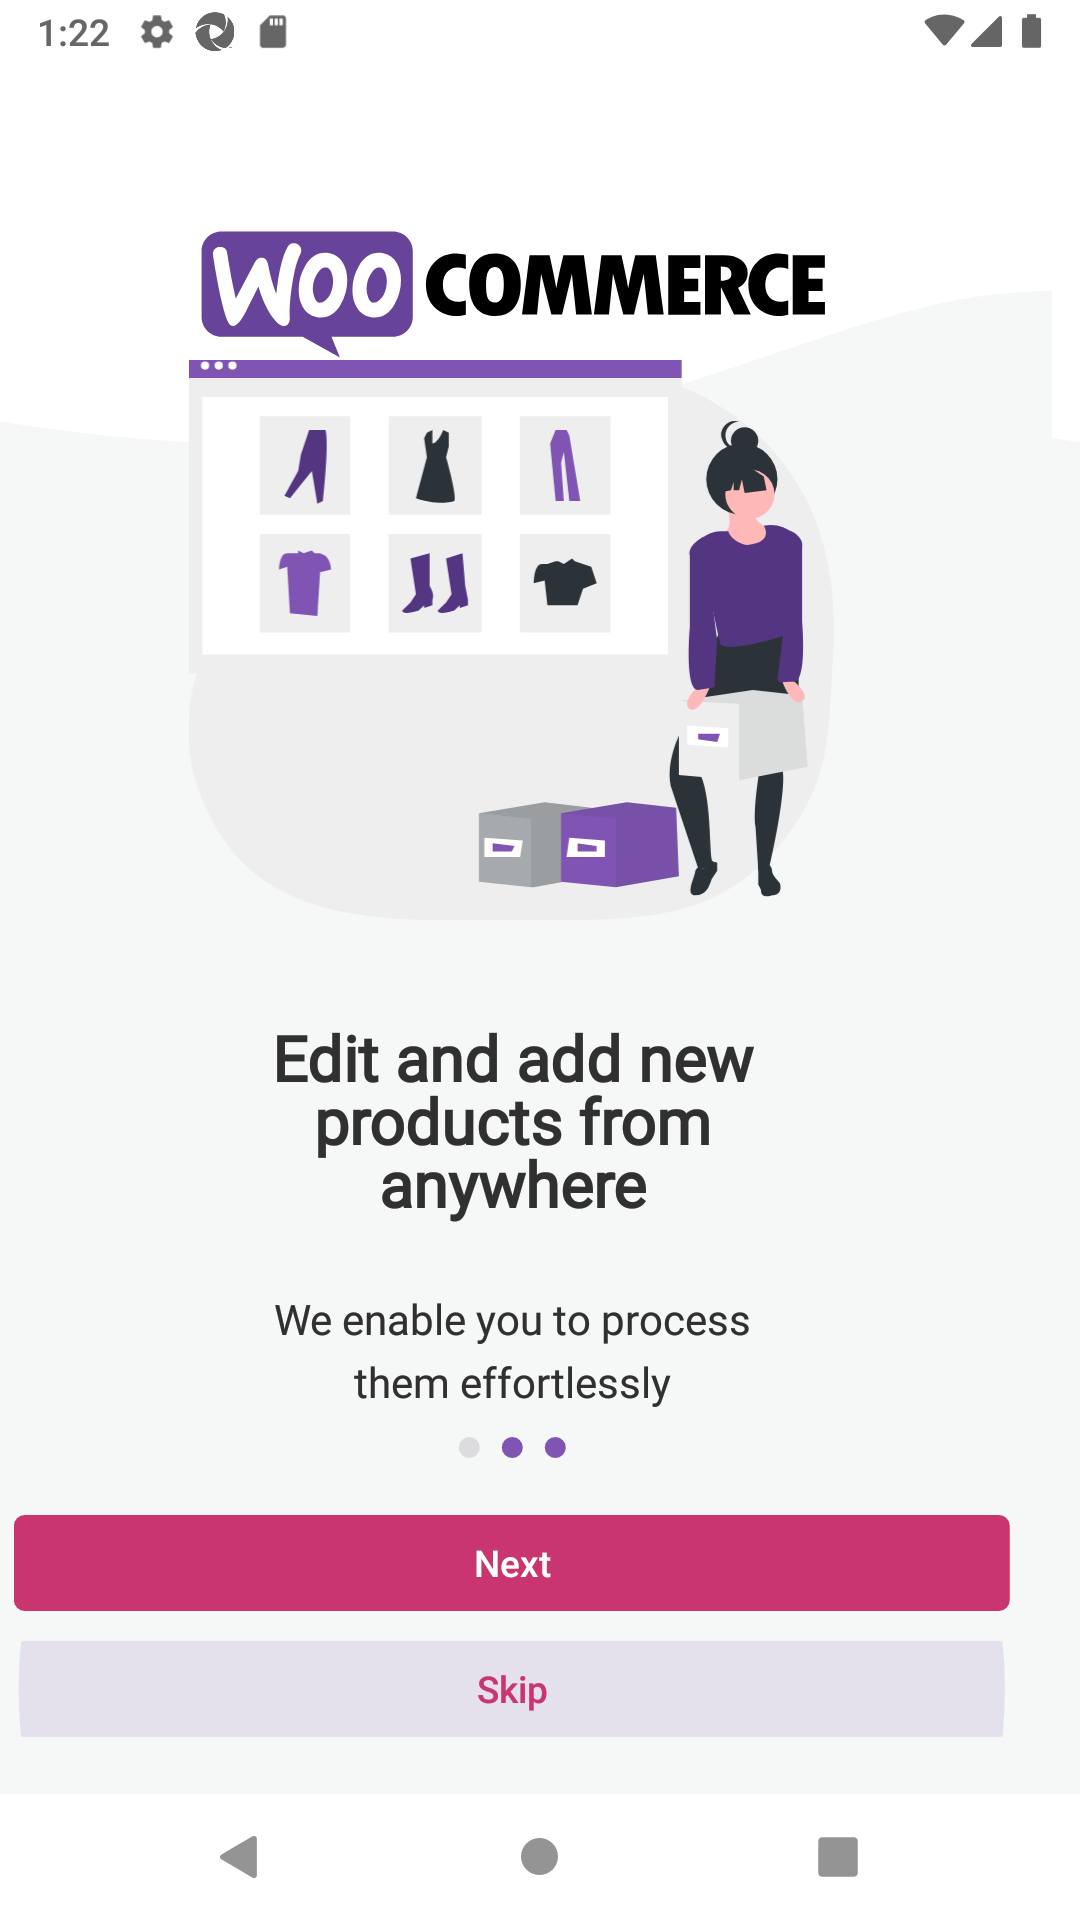 1:22
WOO COMMERCE
Edit and add new
products from
anywhere
We enable you to process
them effortlessly
Next
Skip